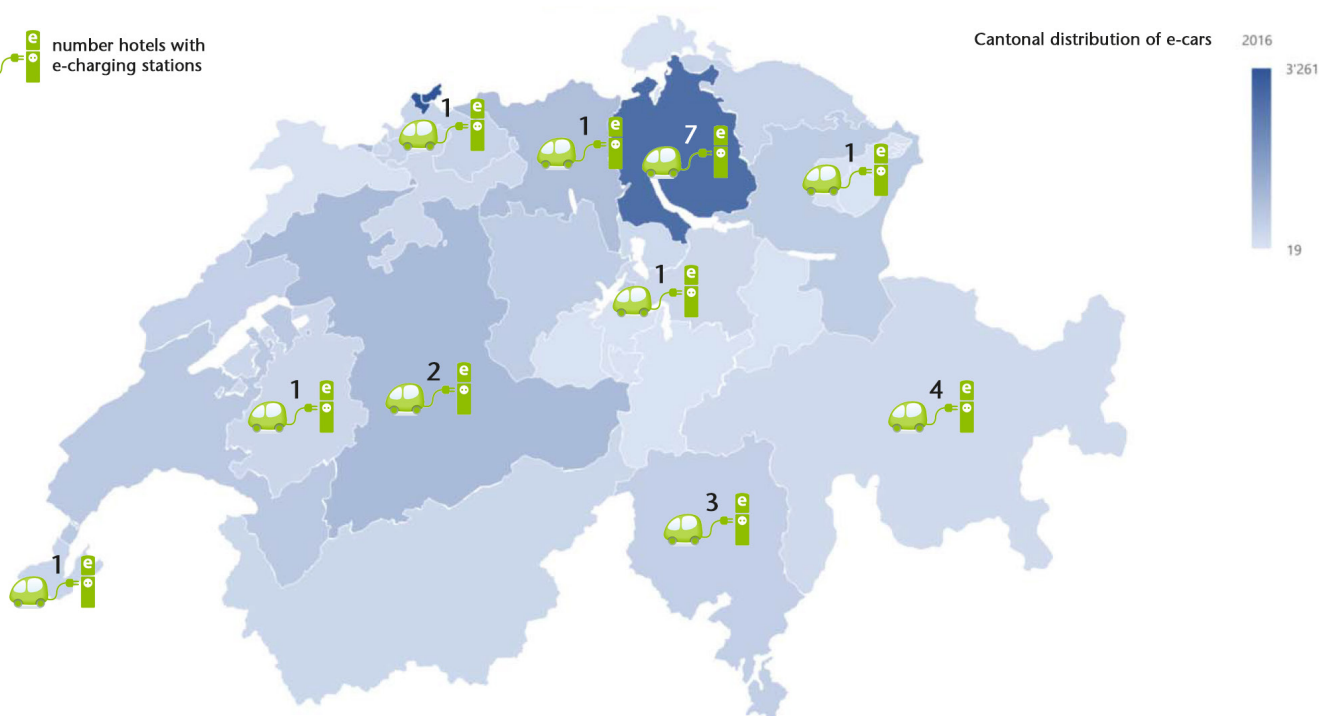 e
number hotels with
e-charging stations
Cantonal distribution of e-cars
2016
3'261
19
1
e
1
e
7
e
1
e
1
e
1
e
2
e
4
e
3
e
1
e